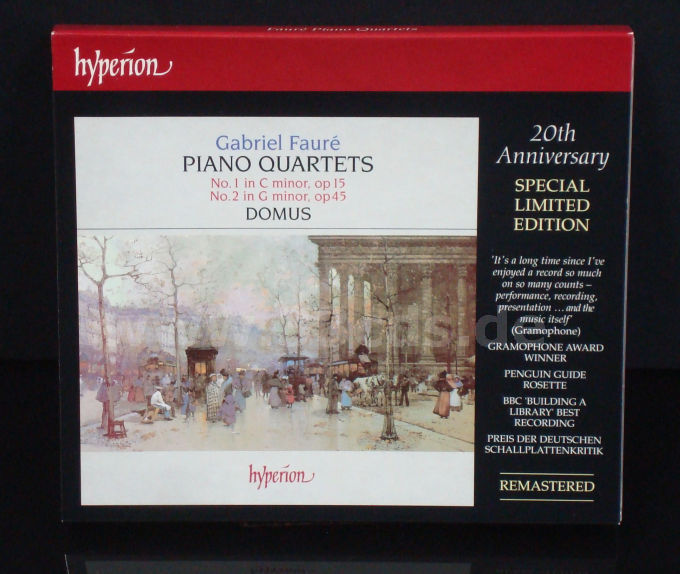 Fauré Piano Quartets
hyperion
Gabriel Fauré
PIANO QUARTETS
No. 1 in C minor, op 15
No. 2 in G minor, op 45
DOMUS
hyperion
20th
Anniversary
SPECIAL
LIMITED
EDITION
'It's a long time since I've
enjoyed a record so much
on so many counts –
performance, recording,
presentation ... and the
music itself'
(Gramophone)
GRAMOPHONE AWARD
WINNER
PENGUIN GUIDE
ROSETTE
BBC 'BUILDING A
LIBRARY' BEST
RECORDING
PREIS DER DEUTSCHEN
SCHALLPLATTENKRITIK
REMASTERED